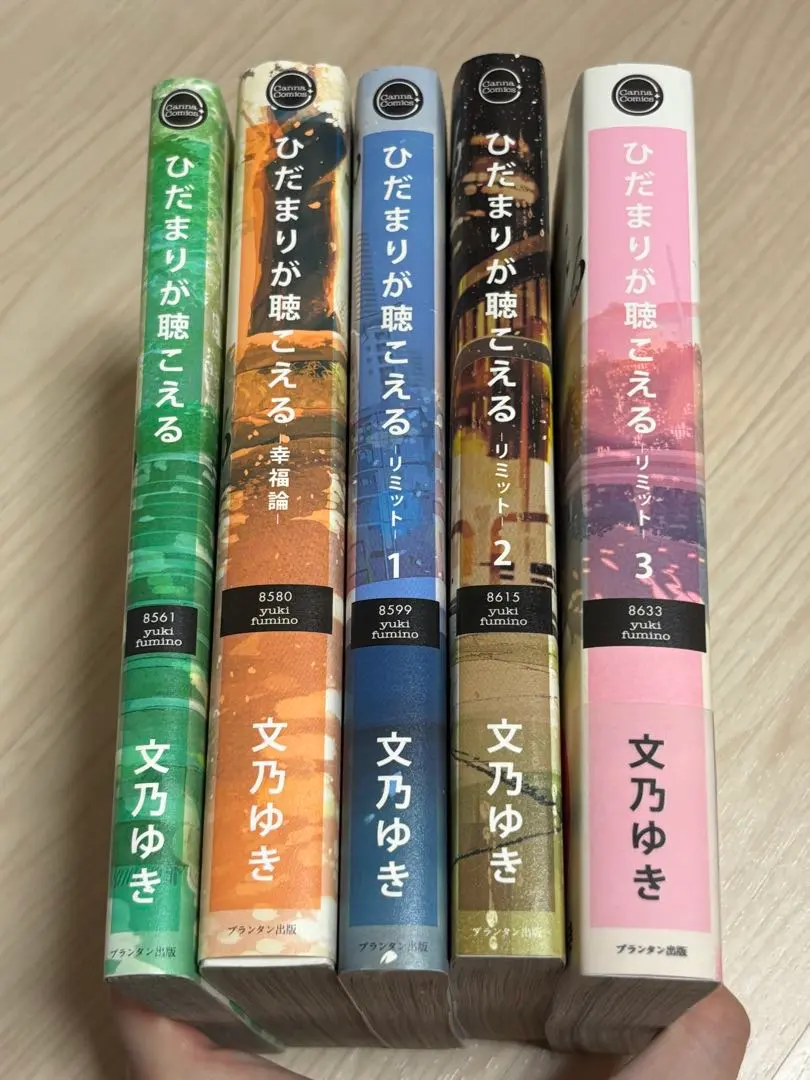 Canna
Comics
ひだまりが聴こえる
8561
yuki
fumino
文乃ゆき
プランタン出版
Canna
Comics
ひだまりが聴こえる
-幸福論-
8580
yuki
fumino
文乃ゆき
プランタン出版
Canna
Comics
ひだまりが聴こえる
-リミット-
1
8599
yuki
fumino
文乃ゆき
プランタン出版
Canna
Comics
ひだまりが聴こえる
-リミット-
2
8615
yuki
fumino
文乃ゆき
プランタン出版
Canna
Comics
ひだまりが聴こえる
-リミット-
3
8633
yuki
fumino
文乃ゆき
プランタン出版